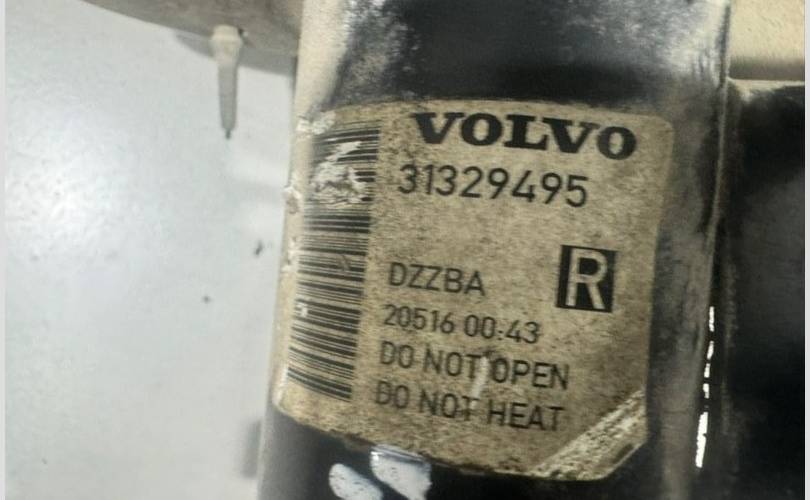 VOLVO
31329495
DZZBA R
20516 00:43
DO NOT OPEN
DO NOT HEAT